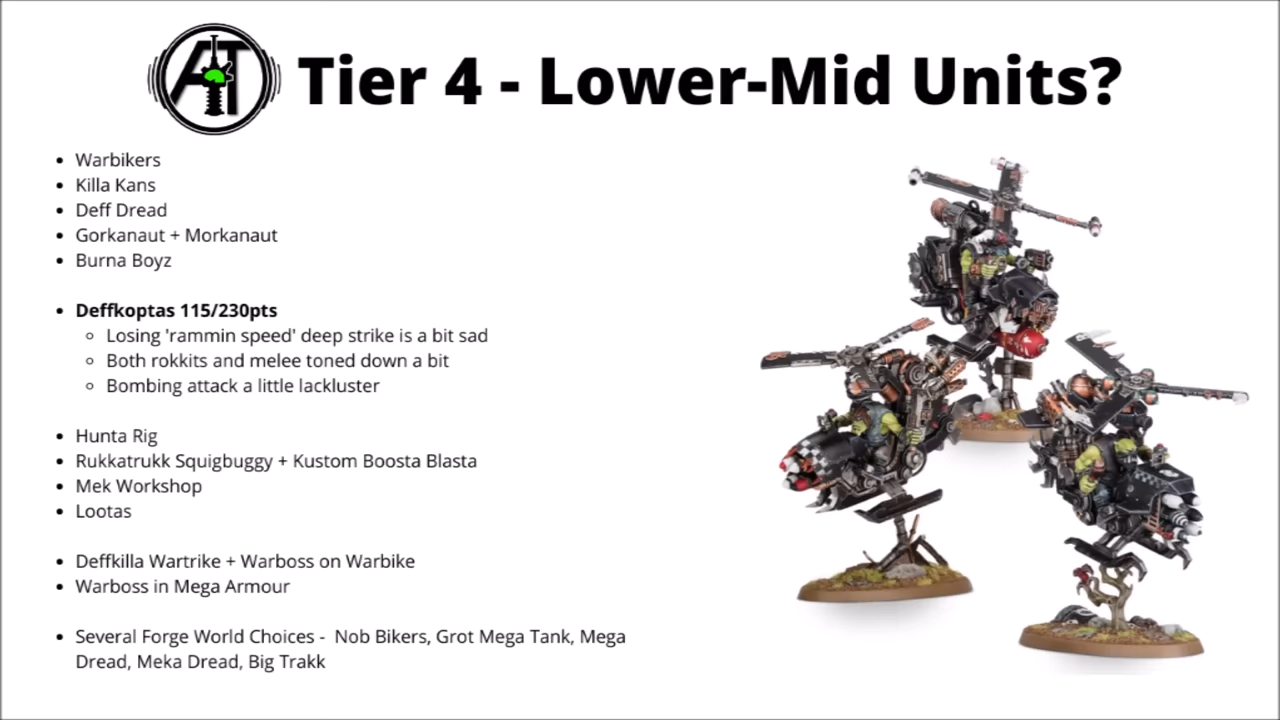 AT
Tier 4 - Lower-Mid Units?
• Warbikers
• Killa Kans
• Deff Dread
• Gorkanaut + Morkanaut
• Burna Boyz
• Deffkoptas 115/230pts
○ Losing 'rammin speed' deep strike is a bit sad
○ Both rokkits and melee toned down a bit
○ Bombing attack a little lackluster
• Hunta Rig
• Rukkatrukk Squigbuggy + Kustom Boosta Blasta
• Mek Workshop
• Lootas
• Deffkilla Wartrike + Warboss on Warbike
• Warboss in Mega Armour
• Several Forge World Choices - Nob Bikers, Grot Mega Tank, Mega
Dread, Meka Dread, Big Trakk